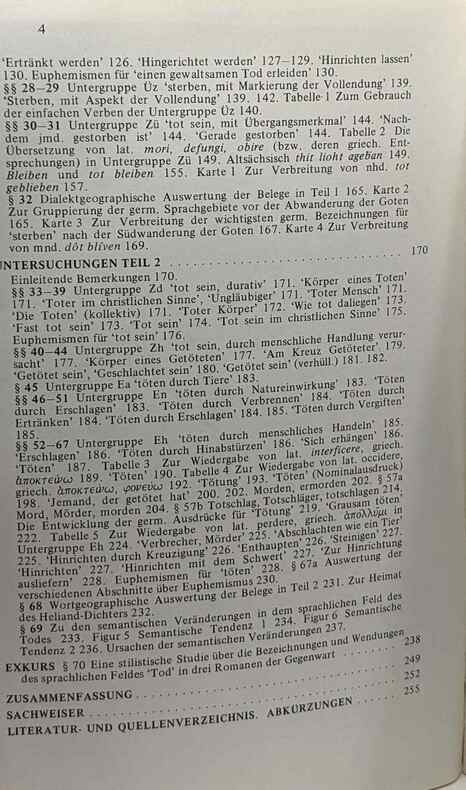 4
'Ertränkt werden' 126. 'Hingerichtet werden' 127–129. 'Hinrichten lassen'
130. Euphemismen für 'einen gewaltsamen Tod erleiden' 130.
§§ 28–29 Untergruppe Üz 'sterben, mit Markierung der Vollendung' 139.
'Sterben, mit Aspekt der Vollendung' 139. 142. Tabelle 1 Zum Gebrauch
der einfachen Verben der Untergruppe Üz 140.
§§ 30–31 Untergruppe Zü 'tot sein, mit Übergangsmerkmal' 144. 'Nach-
dem jmd. gestorben ist' 144. 'Gerade gestorben' 144. Tabelle 2 Die
Übersetzung von lat. mori, defungi, obire (bzw. deren griech. Ent-
sprechungen) in Untergruppe Zü 149. Altsächsisch thit lioht ageban 149.
Bleiben und tot bleiben 155. Karte 1 Zur Verbreitung von nhd. tot
geblieben 157.
§ 32 Dialektgeographische Auswertung der Belege in Teil 1 165. Karte 2
Zur Gruppierung der germ. Sprachgebiete vor der Abwanderung der Goten
165. Karte 3 Zur Verbreitung der wichtigsten germ. Bezeichnungen für
'sterben' nach der Südwanderung der Goten 167. Karte 4 Zur Verbreitung
von mnd. dōt blīven 169.
UNTERSUCHUNGEN TEIL 2 . . . . . . . . . . . . . . . . . . . . 170
Einleitende Bemerkungen 170.
§§ 33–39 Untergruppe Zd 'tot sein, durativ' 171. 'Körper eines Toten'
171. 'Toter im christlichen Sinne', 'Ungläubiger' 171. 'Toter Mensch' 171.
'Die Toten' (kollektiv) 171. 'Toter Körper' 172. 'Wie tot daliegen' 173.
'Fast tot sein' 173. 'Tot sein' 174. 'Tot sein im christlichen Sinne' 175.
Euphemismen für 'tot sein' 176.
§§ 40–44 Untergruppe Zh 'tot sein, durch menschliche Handlung verur-
sacht' 177. 'Körper eines Getöteten' 177. 'Am Kreuz Getöteter' 179.
'Getötet sein', 'Geschlachtet sein' 180. 'Getötet sein' (verhüll.) 181. 182.
§ 45 Untergruppe Ea 'töten durch Tiere' 183.
§§ 46–51 Untergruppe En 'töten durch Natureinwirkung' 183. 'Töten
durch Erschlagen' 183. 'Töten durch Verbrennen' 184. 'Töten durch
Ertränken' 184. 'Töten durch Erschlagen' 184. 185. 'Töten durch Vergiften'
185.
§§ 52–67 Untergruppe Eh 'töten durch menschliches Handeln' 185.
'Erschlagen' 186. 'Töten durch Hinabstürzen' 186. 'Sich erhängen' 186.
'Töten' 187. Tabelle 3 Zur Wiedergabe von lat. interficere, griech.
ἀποκτεύω 189. 'Töten' 190. Tabelle 4 Zur Wiedergabe von lat. occidere,
griech. ἀποκτεύω, φονεύω 192. 'Tötung' 193. 'Töten' (Nominalausdruck)
198. 'Jemand, der getötet hat' 200. 202. Morden, ermorden 202. § 57a
Mord, Mörder, morden 204. § 57b Totschlag, Totschläger, totschlagen 214.
Die Entwicklung der germ. Ausdrücke für 'Tötung' 219. 'Grausam töten'
222. Tabelle 5 Zur Wiedergabe von lat. perdere, griech. ἀπολλυμι in
Untergruppe Eh 224. 'Verbrecher, Mörder' 225. 'Abschlachten wie ein Tier'
225. 'Hinrichten durch Kreuzigung' 226. 'Enthaupten' 226. 'Steinigen' 227.
'Hinrichten' 227. 'Hinrichten mit dem Schwert' 227. 'Zur Hinrichtung
ausliefern' 228. Euphemismen für 'töten' 228. § 67a Auswertung der
verschiedenen Abschnitte über Euphemismus 230.
§ 68 Wortgeographische Auswertung der Belege in Teil 2 231. Zur Heimat
des Heliand-Dichters 232.
§ 69 Zu den semantischen Veränderungen in dem sprachlichen Feld des
Todes 233. Figur 5 Semantische Tendenz 1 234. Figur 6 Semantische
Tendenz 2 236. Ursachen der semantischen Veränderungen 237.
EXKURS § 70 Eine stilistische Studie über die Bezeichnungen und Wendungen
des sprachlichen Feldes 'Tod' in drei Romanen der Gegenwart . . . . . . . . 238
ZUSAMMENFASSUNG . . . . . . . . . . . . . . . . . . . . 249
SACHWEISER . . . . . . . . . . . . . . . . . . . . 252
LITERATUR- UND QUELLENVERZEICHNIS. ABKÜRZUNGEN . . . . . . 255